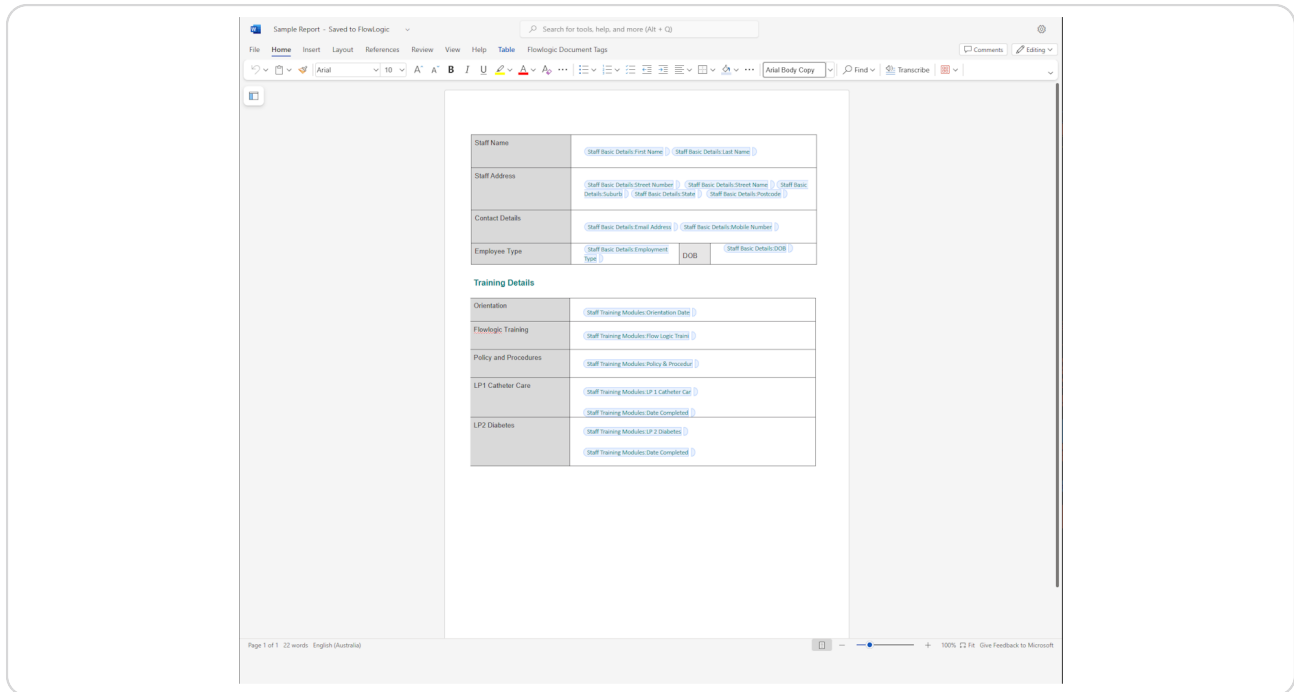 Sample Report - Saved to FlowLogic
Search for tools, help, and more (Alt + Q)
File Home Insert Layout References Review View Help Table Flowlogic Document Tags
Comments Editing
Arial 10 A A B I U A A Arial Body Copy Find Transcribe
Staff Name
Staff Basic Details:First Name Staff Basic Details:Last Name
Staff Address
Staff Basic Details:Street Number Staff Basic Details:Street Name Staff Basic
Details:Suburb Staff Basic Details:State Staff Basic Details:Postcode
Contact Details
Staff Basic Details:Email Address Staff Basic Details:Mobile Number
Employee Type
Staff Basic Details:Employment
Type
DOB
Staff Basic Details:DOB
Training Details
Orientation
Staff Training Modules:Orientation Date
Flowlogic Training
Staff Training Modules:Flow Logic Traini
Policy and Procedures
Staff Training Modules:Policy & Procedur
LP1 Catheter Care
Staff Training Modules:LP 1 Catheter Car
Staff Training Modules:Date Completed
LP2 Diabetes
Staff Training Modules:LP 2 Diabetes
Staff Training Modules:Date Completed
Page 1 of 1 22 words English (Australia)
100% Fit Give Feedback to Microsoft